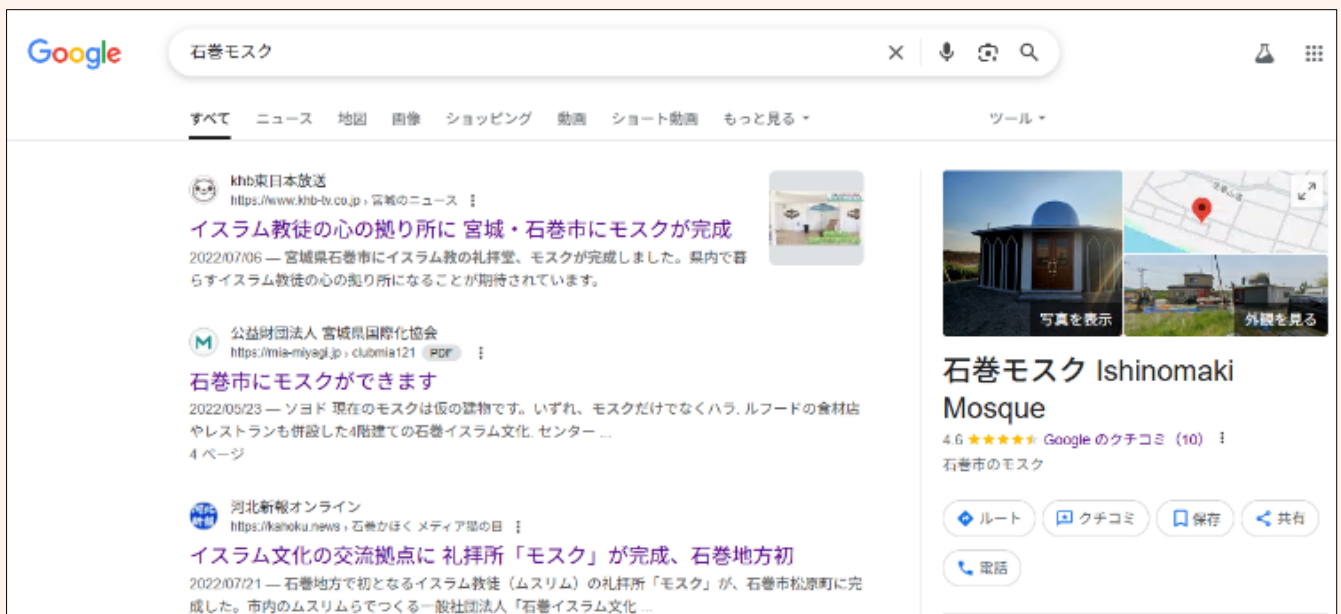 Google
石巻モスク
すべて ニュース 地図 画像 ショッピング 動画 ショート動画 もっと見る ツール
khb東日本放送
https://www.khb-tv.co.jp › 宮城のニュース
イスラム教徒の心の拠り所に 宮城・石巻市にモスクが完成
2022/07/06 — 宮城県石巻市にイスラム教の礼拝堂、モスクが完成しました。県内で暮
らすイスラム教徒の心の拠り所になることが期待されています。
公益財団法人 宮城県国際化協会
https://mia-miyagi.jp › clubmia121 PDF
石巻市にモスクができます
2022/05/23 — ソヨド 現在のモスクは仮の建物です。いずれ、モスクだけでなくハラ. ルフードの食材店
やレストランも併設した4階建ての石巻イスラム文化. センター ...
4 ページ
河北新報オンライン
https://kahoku.news › 石巻かほく メディア猫の目
イスラム文化の交流拠点に 礼拝所「モスク」が完成、石巻地方初
2022/07/21 — 石巻地方で初となるイスラム教徒（ムスリム）の礼拝所「モスク」が、石巻市松原町に完
成した。市内のムスリムらでつくる一般社団法人「石巻イスラム文化 ...
写真を表示
外観を見る
石巻モスク Ishinomaki
Mosque
4.6 Google のクチコミ（10）
石巻市のモスク
ルート クチコミ 保存 共有
電話